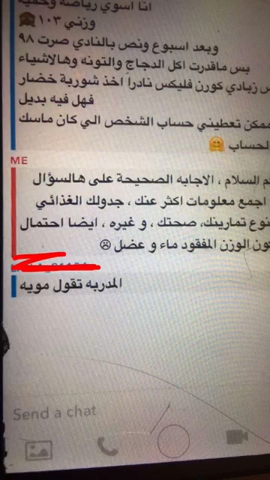 انا اسوي رياضة وحمية
وزني ١٠٣ 🙈
وبعد اسبوع ونص بالنادي صرت ٩٨
بس ماقدرت اكل الدجاج والتونه وهالاشياء
زبادي كورن فليكس نادرا اخذ شوربة خضار
فهل فيه بديل
ممكن تعطيني حساب الشخص الي كان ماسك
الحساب 🤗
ME
السلام ، الاجابه الصحيحة على هالسؤال
اجمع معلومات اكثر عنك ، جدولك الغذائي
نوع تمارينك، صحتك ، و غيره ، ايضا احتمال
كون الوزن المفقود ماء و عضل ☹
المدربه تقول مويه
Send a chat